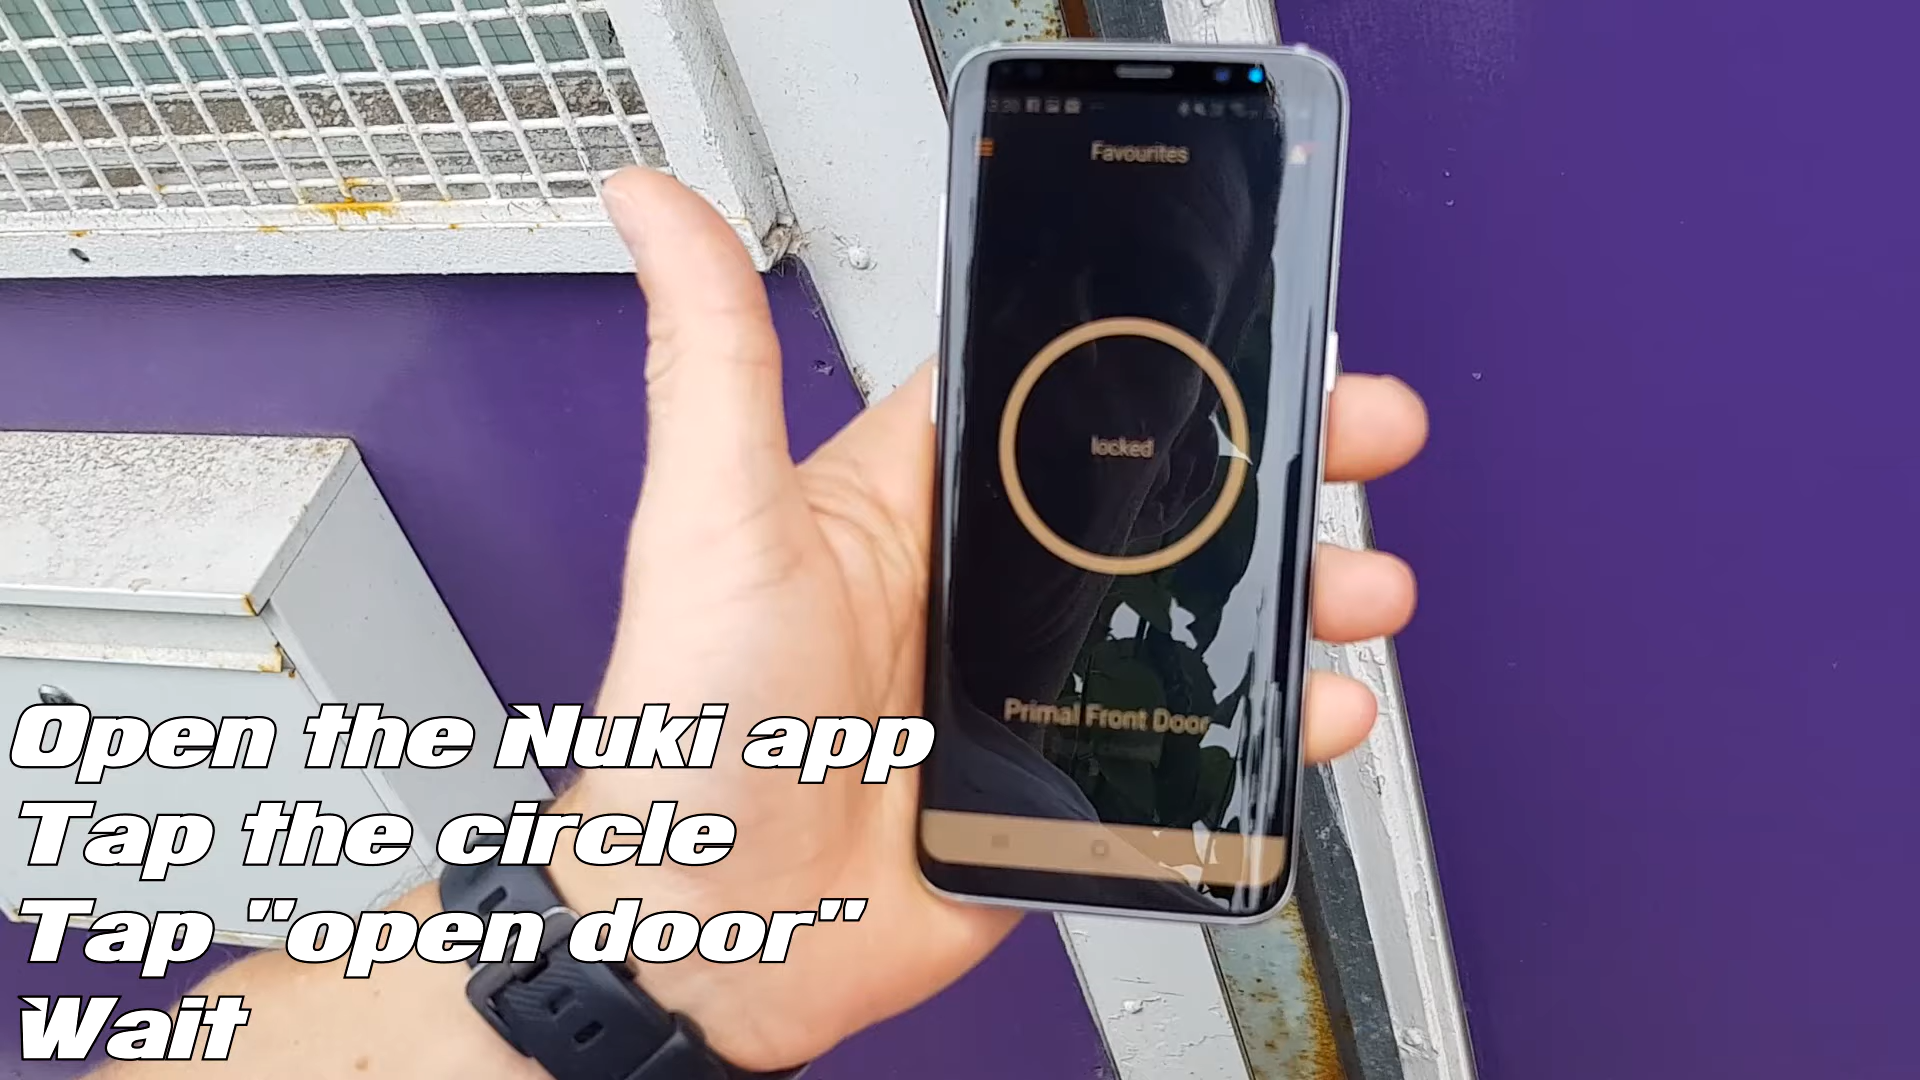 Favourites
locked
Primal Front Door
Open the Nuki app
Tap the circle
Tap "open door"
Wait